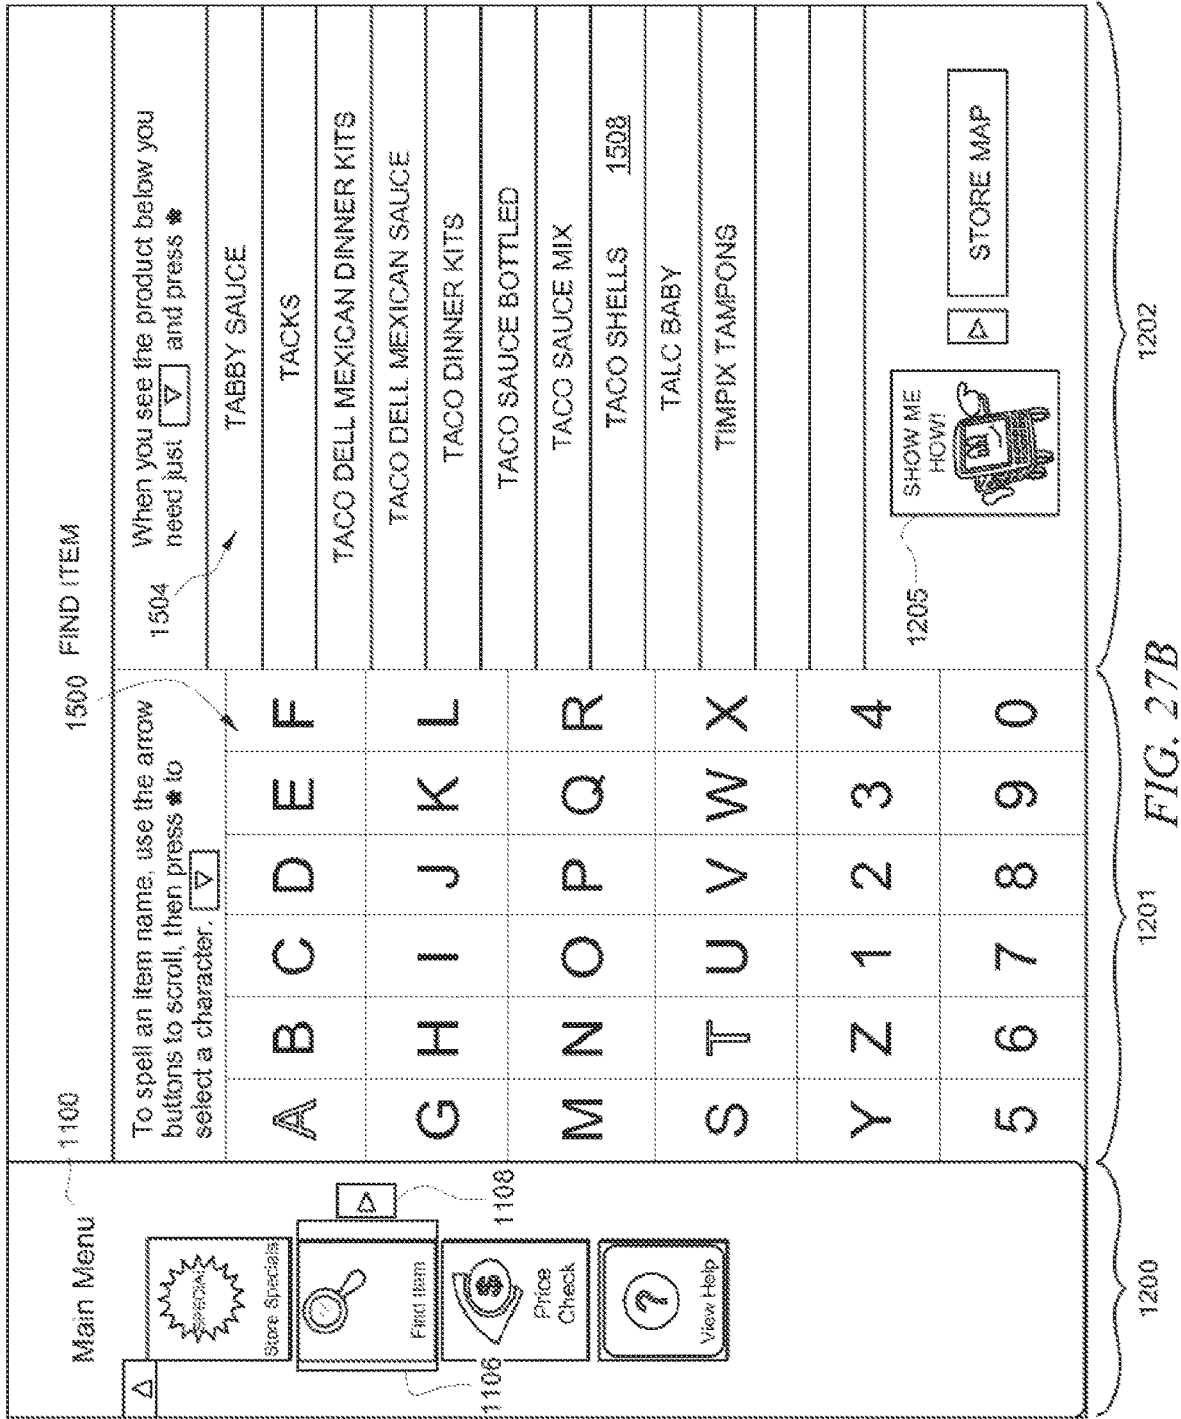 Main Menu
1100
1500
FIND ITEM
SPECIAL
Store Specials
Find Item
1106
1108
Price
Check
?
View Help
To spell an item name, use the arrow
buttons to scroll, then press * to
select a character.
A B C D E F
G H I J K L
M N O P Q R
S T U V W X
Y Z 1 2 3 4
5 6 7 8 9 0
1504
When you see the product below you
need just and press *
TABBY SAUCE
TACKS
TACO DELL MEXICAN DINNER KITS
TACO DELL MEXICAN SAUCE
TACO DINNER KITS
TACO SAUCE BOTTLED
TACO SAUCE MIX
TACO SHELLS 1508
TALC BABY
TIMPIX TAMPONS
1205
SHOW ME
HOW!
STORE MAP
1200
1201
1202
FIG. 27B